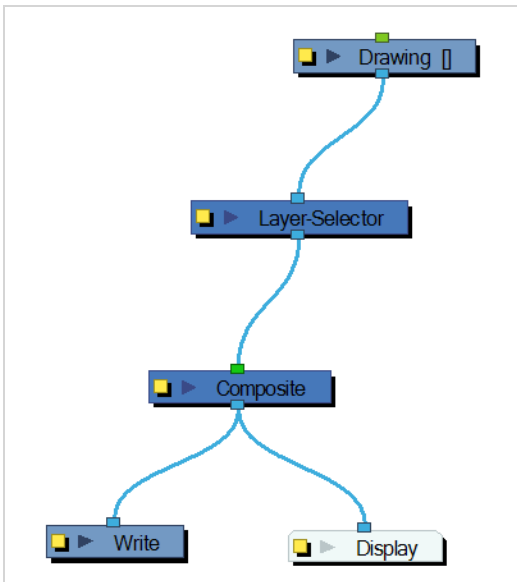 Drawing []
Layer-Selector
Composite
Write
Display